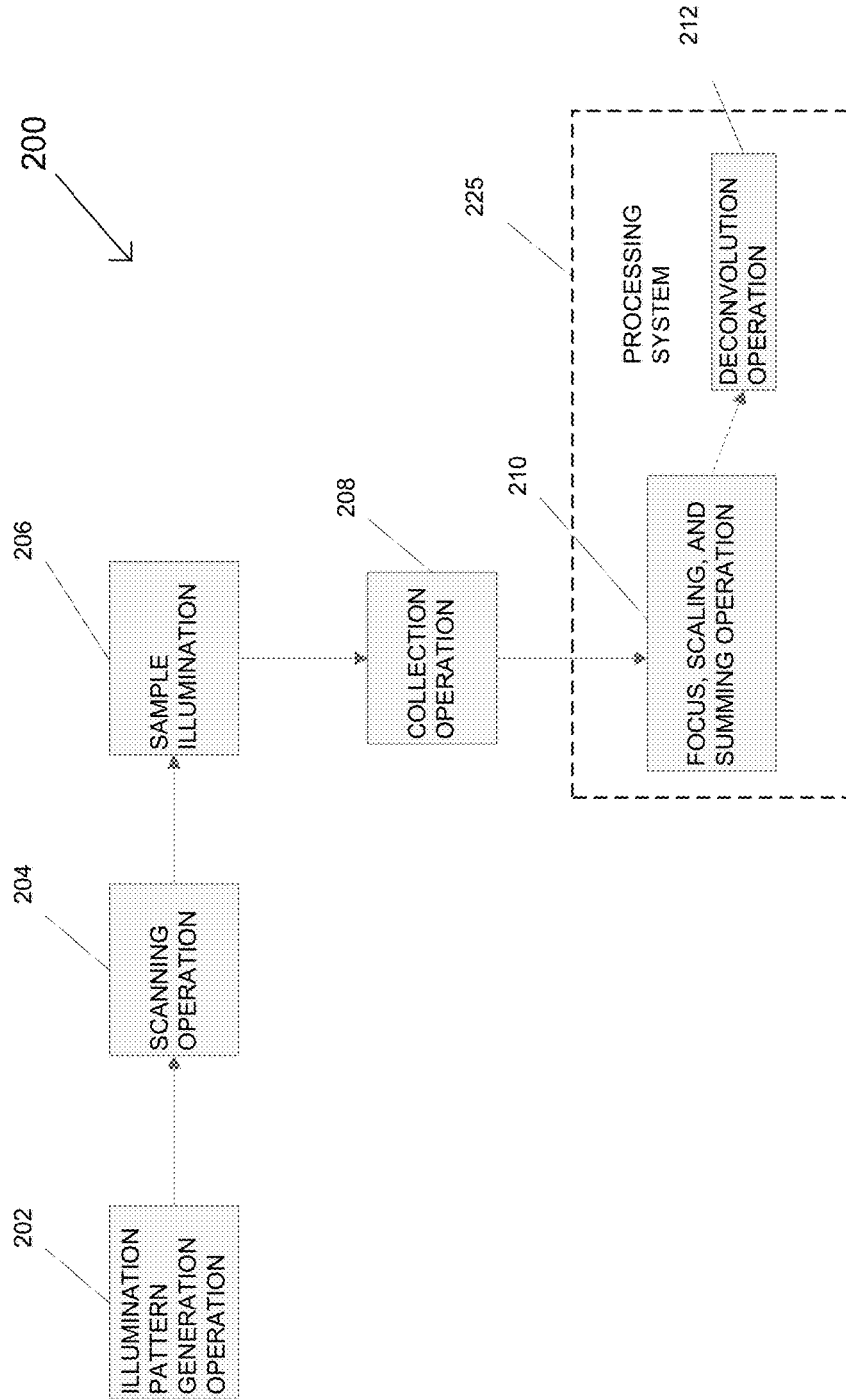 200
202
ILLUMINATION
PATTERN
GENERATION
OPERATION
204
SCANNING
OPERATION
206
SAMPLE
ILLUMINATION
208
COLLECTION
OPERATION
225
PROCESSING
SYSTEM
210
FOCUS, SCALING, AND
SUMMING OPERATION
212
DECONVOLUTION
OPERATION